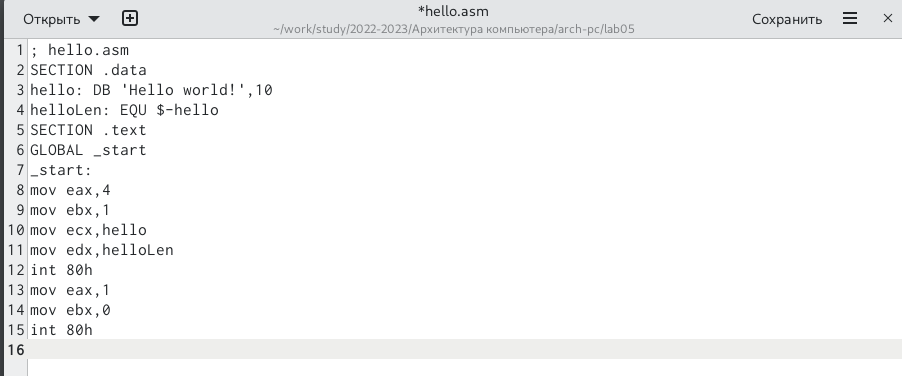 Открыть
*hello.asm
~/work/study/2022-2023/Архитектура компьютера/arch-pc/lab05
Сохранить
1 ; hello.asm
2 SECTION .data
3 hello: DB 'Hello world!',10
4 helloLen: EQU $-hello
5 SECTION .text
6 GLOBAL _start
7 _start:
8 mov eax,4
9 mov ebx,1
10 mov ecx,hello
11 mov edx,helloLen
12 int 80h
13 mov eax,1
14 mov ebx,0
15 int 80h
16